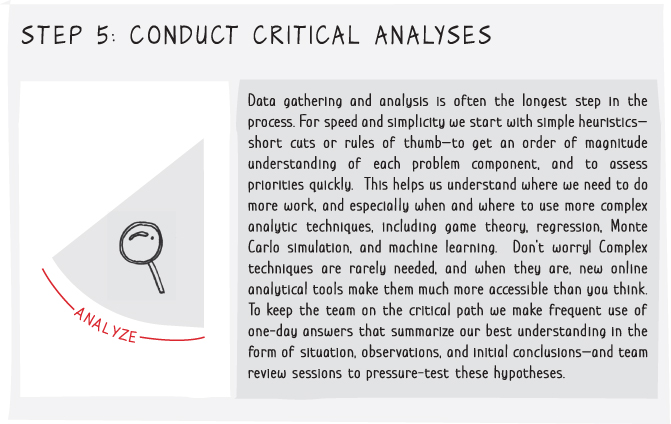 STEP 5: CONDUCT CRITICAL ANALYSES
Data gathering and analysis is often the longest step in the
process. For speed and simplicity we start with simple heuristics—
short cuts or rules of thumb—to get an order of magnitude
understanding of each problem component, and to assess
priorities quickly. This helps us understand where we need to do
more work, and especially when and where to use more complex
analytic techniques, including game theory, regression, Monte
Carlo simulation, and machine learning. Don't worry! Complex
techniques are rarely needed, and when they are, new online
analytical tools make them much more accessible than you think.
To keep the team on the critical path we make frequent use of
one-day answers that summarize our best understanding in the
form of situation, observations, and initial conclusions—and team
review sessions to pressure-test these hypotheses.
ANALYZE